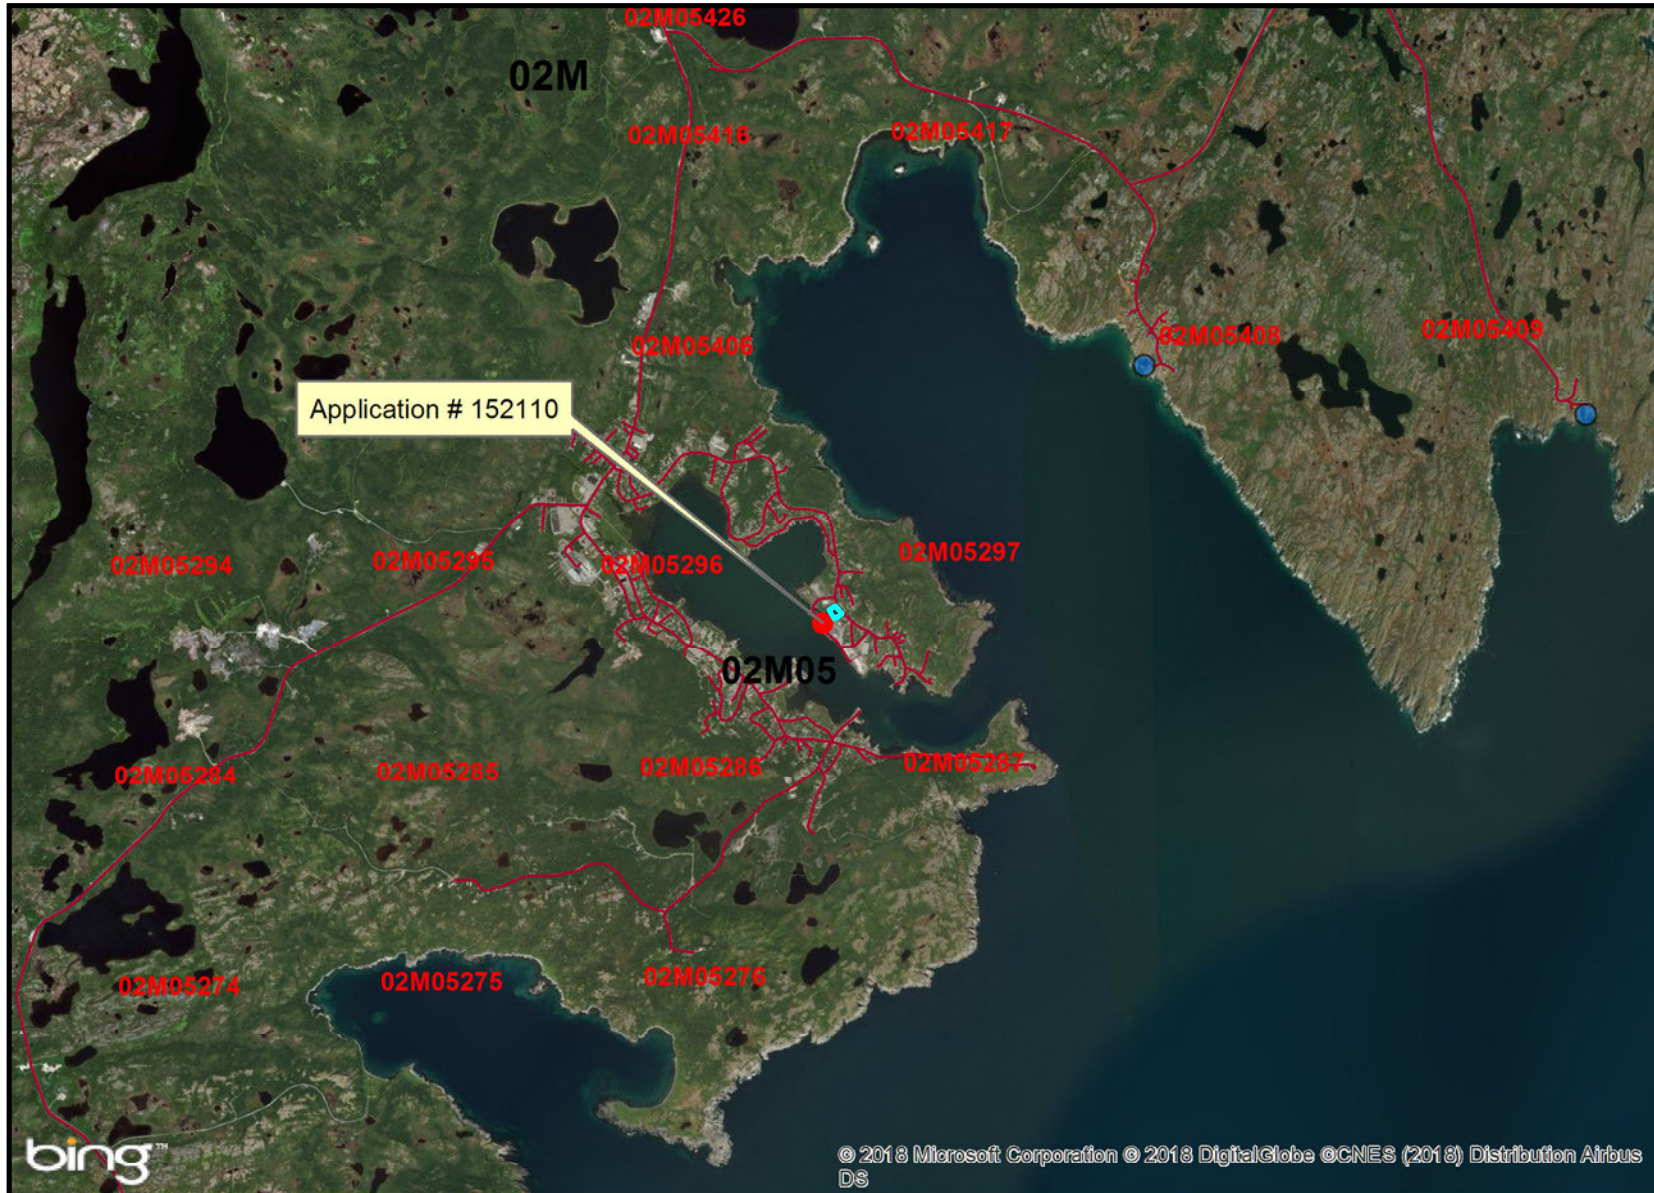 02M05426
02M
02M05416
02M05417
02M05406
02M05408
02M05409
Application # 152110
02M05294
02M05295
02M05296
02M05297
02M05
02M05284
02M05285
02M05286
02M05287
02M05274
02M05275
02M05276
bing™
© 2018 Microsoft Corporation © 2018 DigitalGlobe ©CNES (2018) Distribution Airbus
DS